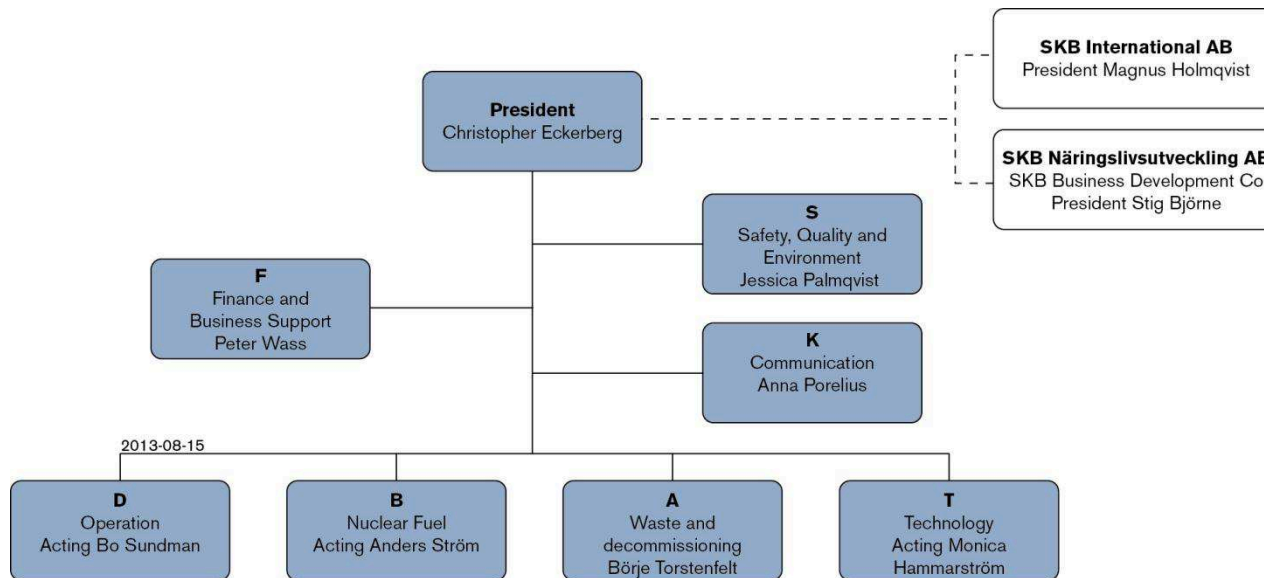 SKB International AB
President Magnus Holmqvist
President
Christopher Eckerberg
SKB Näringslivsutveckling AB
SKB Business Development Co
President Stig Björne
S
Safety, Quality and
Environment
Jessica Palmqvist
F
Finance and
Business Support
Peter Wass
K
Communication
Anna Porelius
2013-08-15
D
Operation
Acting Bo Sundman
B
Nuclear Fuel
Acting Anders Ström
A
Waste and
decommissioning
Börje Torstenfelt
T
Technology
Acting Monica
Hammarström